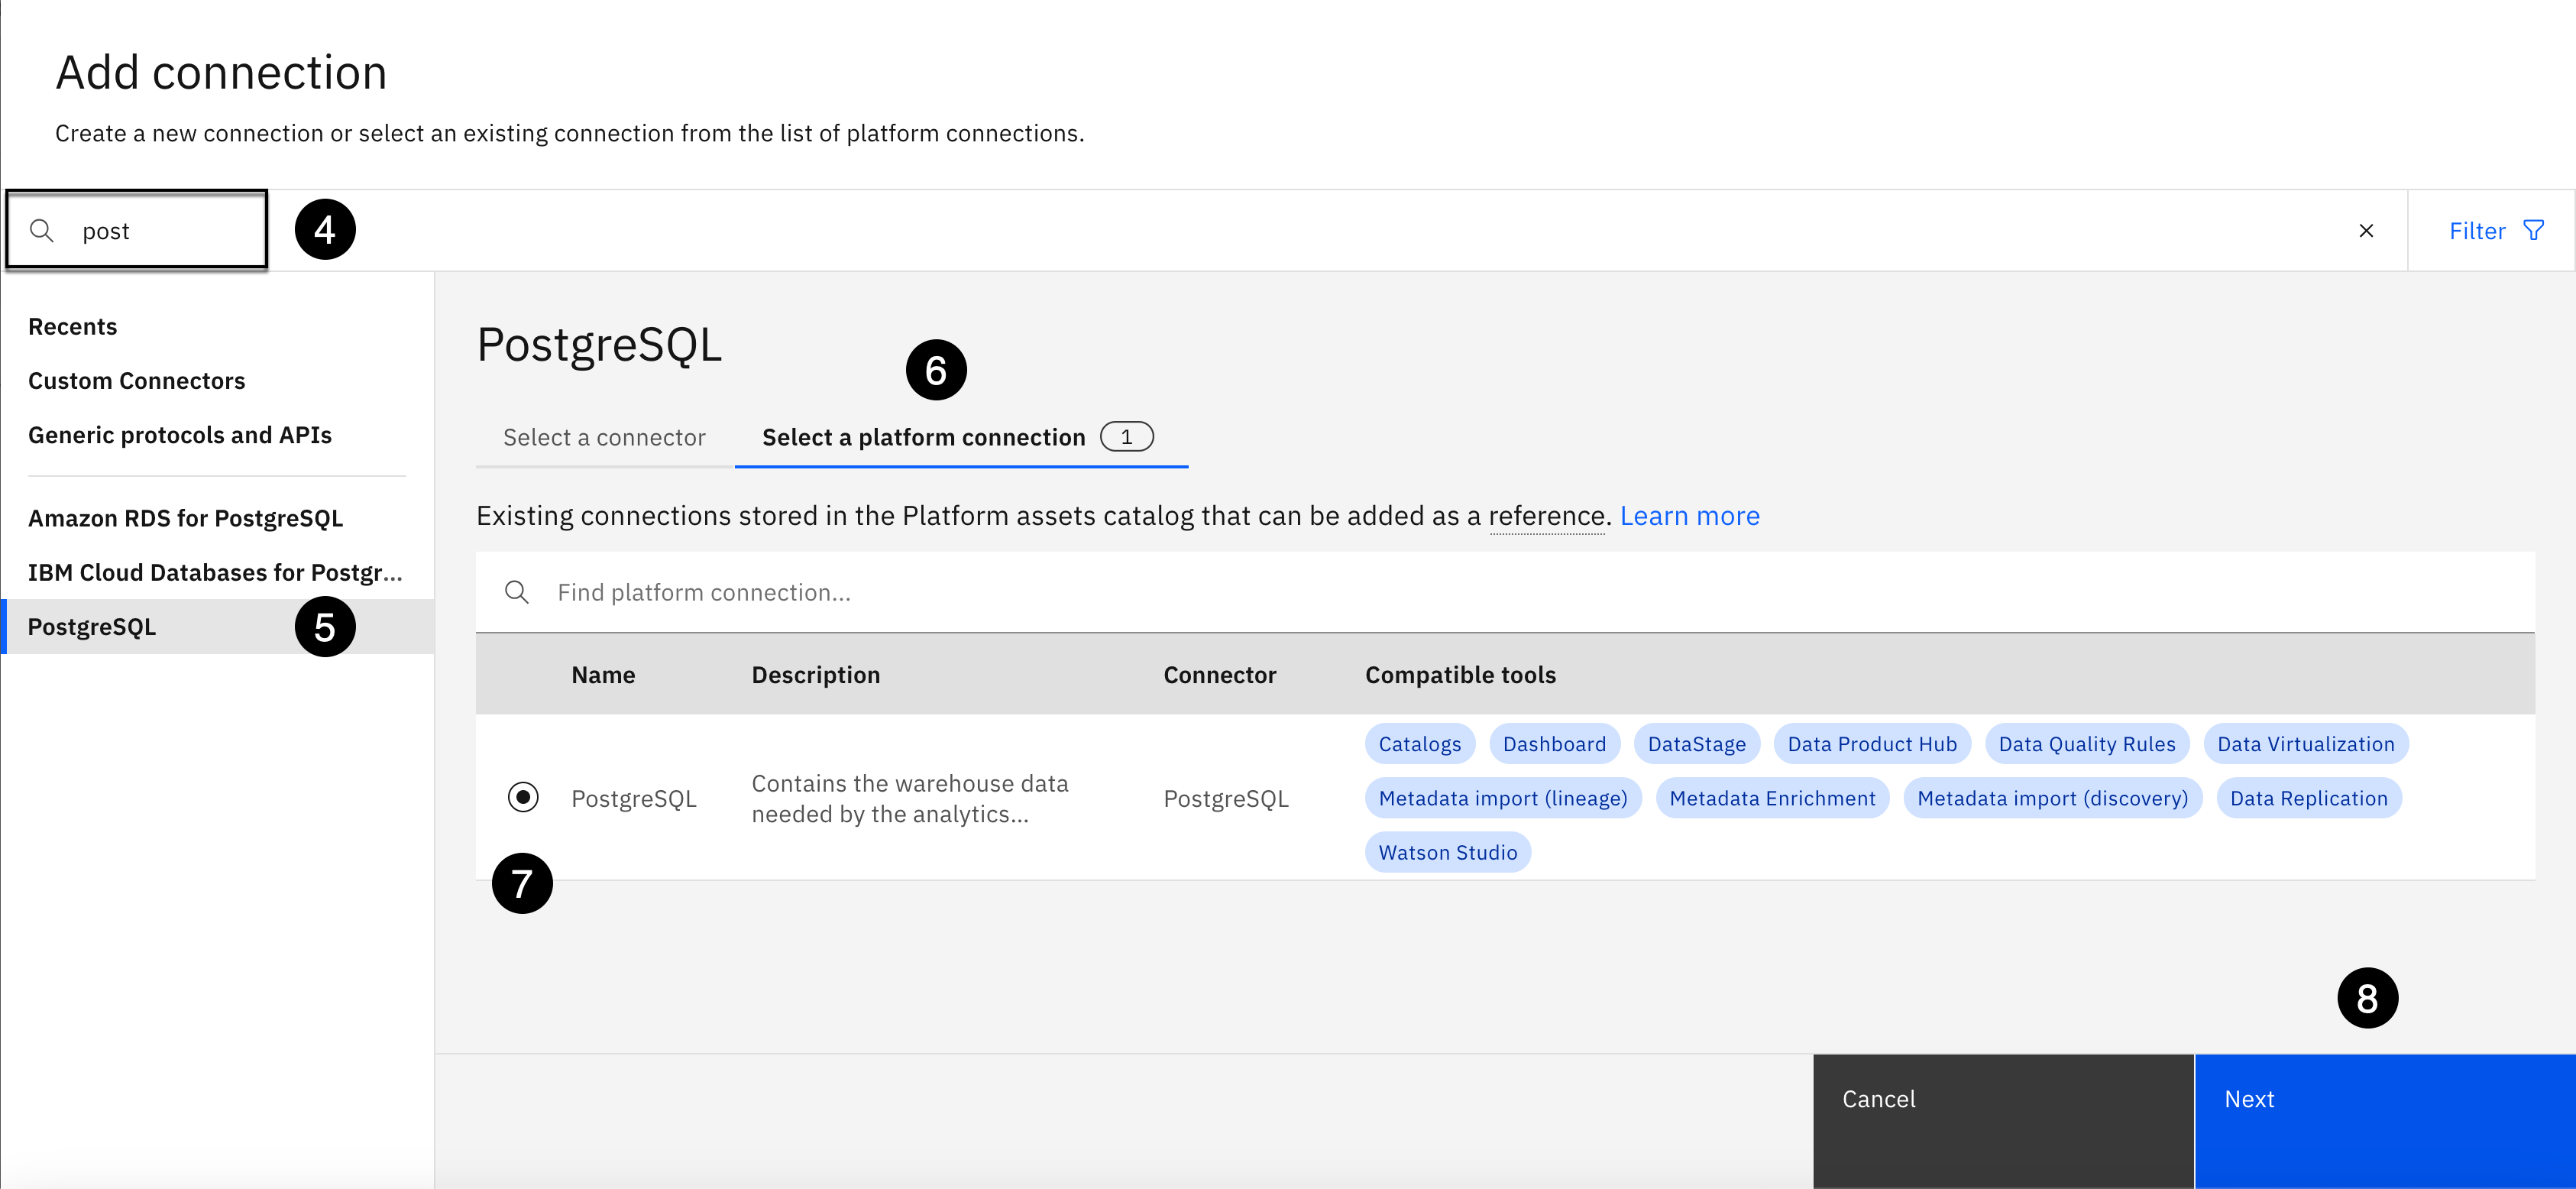 Add connection
Create a new connection or select an existing connection from the list of platform connections.
post
4
Filter
Recents
Custom Connectors
Generic protocols and APIs
Amazon RDS for PostgreSQL
IBM Cloud Databases for Postgr...
PostgreSQL
5
PostgreSQL
6
Select a connector
Select a platform connection 1
Existing connections stored in the Platform assets catalog that can be added as a reference. Learn more
Find platform connection...
Name Description Connector Compatible tools
PostgreSQL
Contains the warehouse data
needed by the analytics...
PostgreSQL
Catalogs Dashboard DataStage Data Product Hub Data Quality Rules Data Virtualization
Metadata import (lineage) Metadata Enrichment Metadata import (discovery) Data Replication
Watson Studio
7
8
Cancel
Next